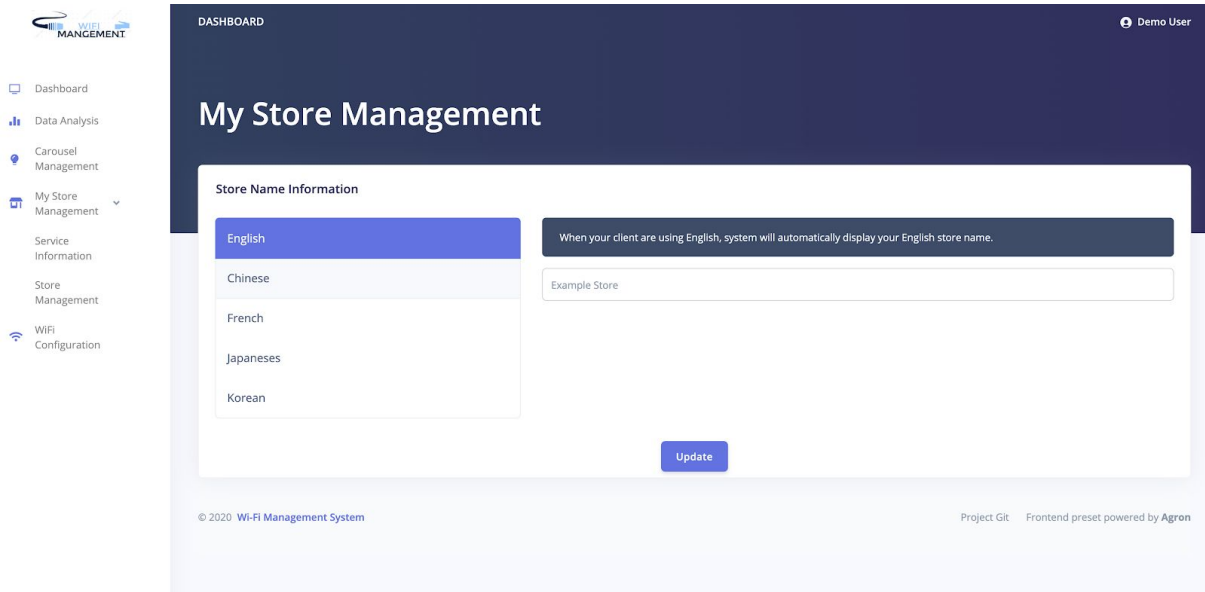 WIFI
MANGEMENT
DASHBOARD
Demo User
Dashboard
Data Analysis
Carousel
Management
My Store
Management
Service
Information
Store
Management
WiFi
Configuration
My Store Management
Store Name Information
English
Chinese
French
Japaneses
Korean
When your client are using English, system will automatically display your English store name.
Example Store
Update
© 2020 Wi-Fi Management System
Project Git
Frontend preset powered by Agron